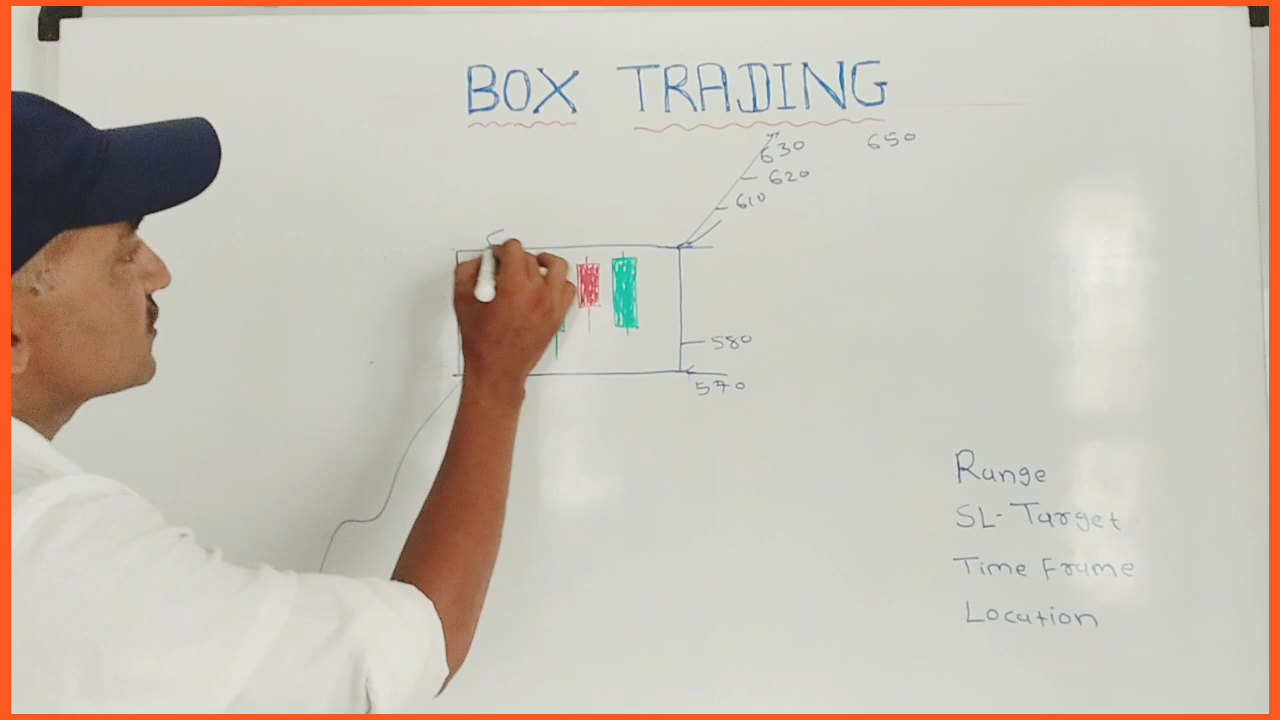 BOX TRADING
630
650
620
610
580
570
Range
SL- Target
Time Frame
Location